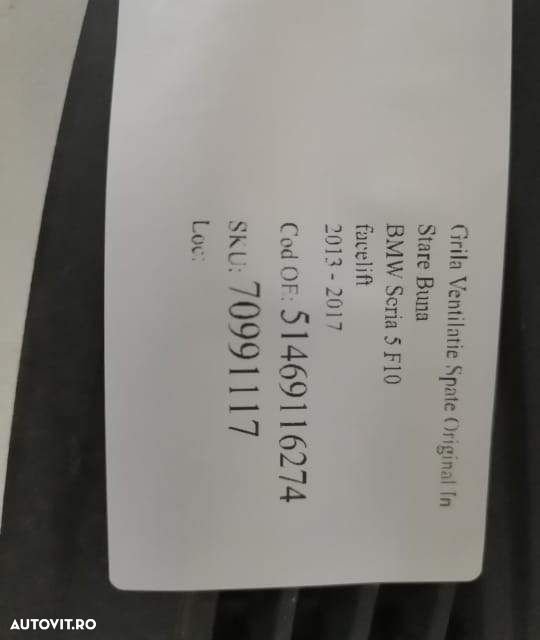 Grila Ventilatie Spate Original In
Stare Buna
BMW Seria 5 F10
facelift
2013 - 2017
Cod OE: 51469116274
SKU: 70991117
Loc:
AUTOVIT.RO